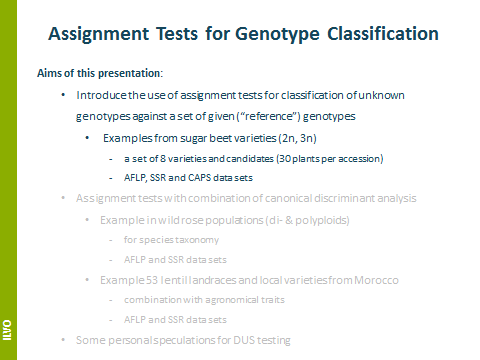 Assignment Tests for Genotype Classification
Aims of this presentation:
• Introduce the use of assignment tests for classification of unknown
genotypes against a set of given (“reference”) genotypes
• Examples from sugar beet varieties (2n, 3n)
- a set of 8 varieties and candidates (30 plants per accession)
- AFLP, SSR and CAPS data sets
• Assignment tests with combination of canonical discriminant analysis
• Example in wild rose populations (di- & polyploids)
- for species taxonomy
- AFLP and SSR data sets
• Example 53 lentil landraces and local varieties from Morocco
- combination with agronomical traits
- AFLP and SSR data sets
• Some personal speculations for DUS testing
ILVO